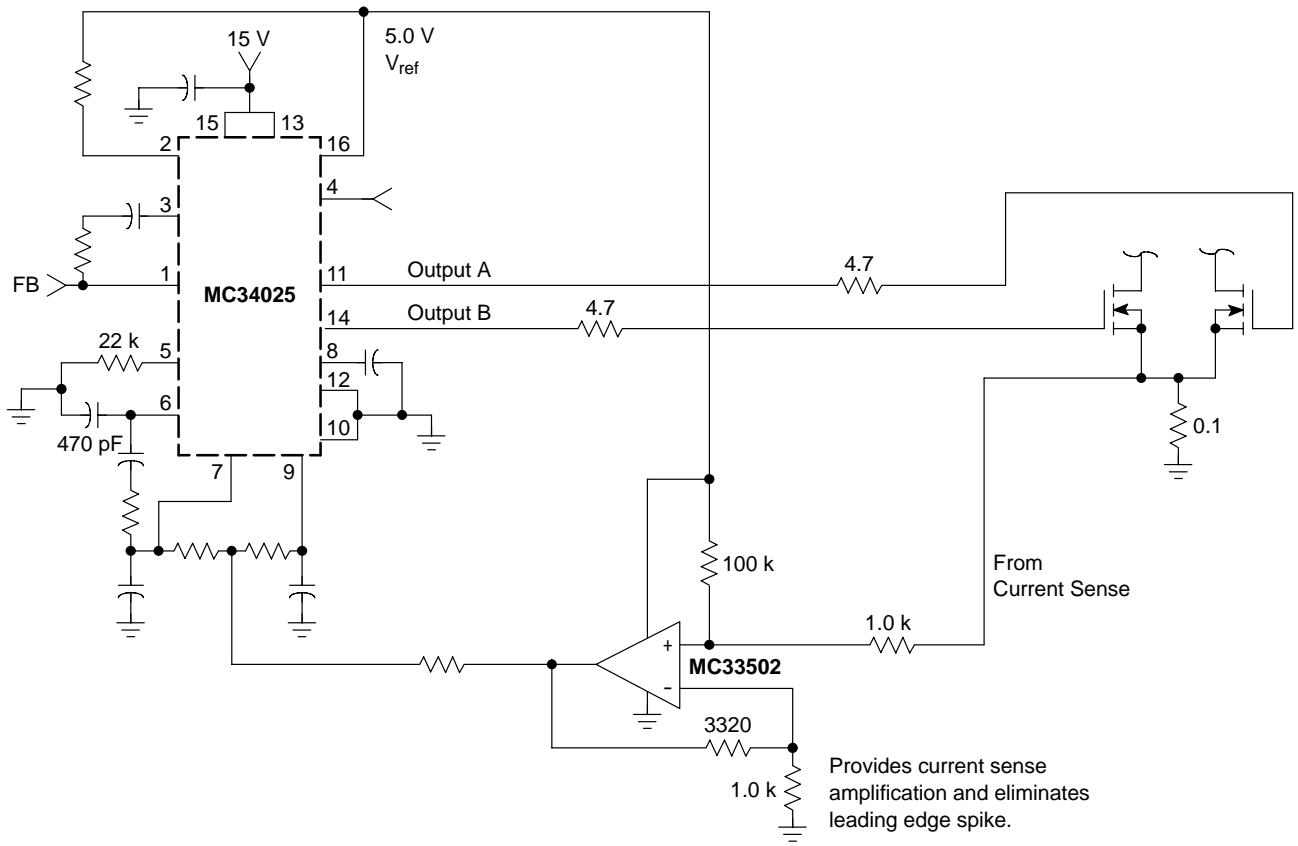 15 V
5.0 V
Vref
15
13
2
16
4
3
FB
1
MC34025
11
Output A
4.7
14
Output B
4.7
22 k
5
8
12
6
10
470 pF
7
9
0.1
100 k
From
Current Sense
1.0 k
+
MC33502
-
3320
1.0 k
Provides current sense
amplification and eliminates
leading edge spike.